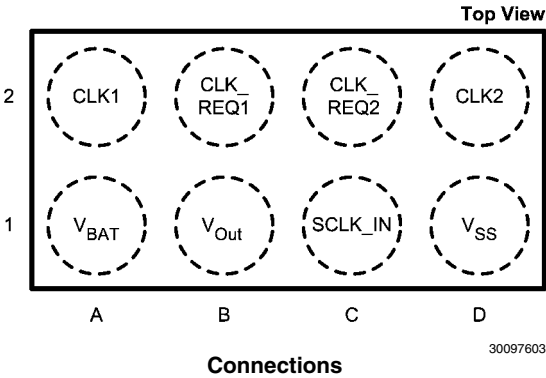 Top View
2
CLK1
CLK_
REQ1
CLK_
REQ2
CLK2
1
VBAT
VOut
SCLK_IN
VSS
A
B
C
D
30097603
Connections